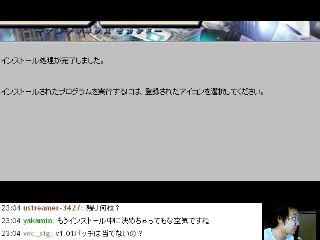 インストール処理が完了しました。
インストールされたプログラムを実行するには、登録されたアイコンを選択してください。
23:04 ustreamer-3427: 残り何ね?
23:04 yakamin: もうインストール中に決めちゃってもな空気ですね
23:04 vec_stg: v1.01パッチは当てないの?